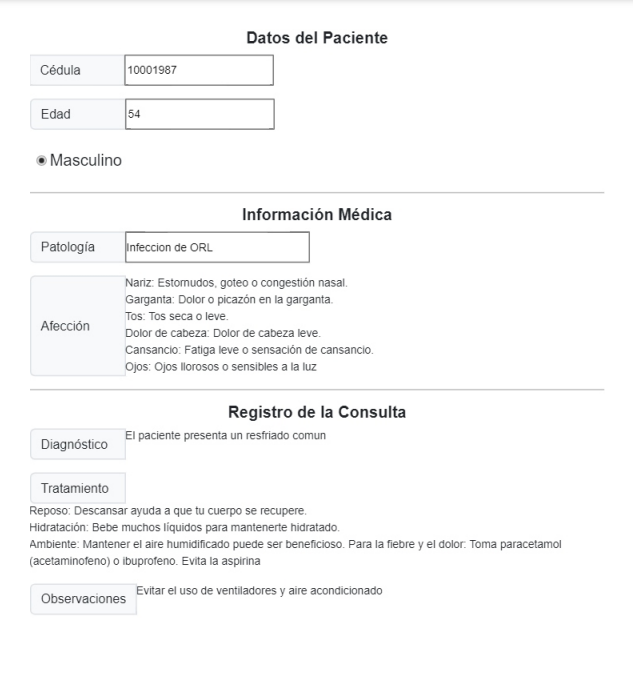 Datos del Paciente
Cédula 10001987
Edad 54
Masculino
Información Médica
Patología Infeccion de ORL
Afección
Nariz: Estornudos, goteo o congestión nasal.
Garganta: Dolor o picazón en la garganta.
Tos: Tos seca o leve.
Dolor de cabeza: Dolor de cabeza leve.
Cansancio: Fatiga leve o sensación de cansancio.
Ojos: Ojos llorosos o sensibles a la luz
Registro de la Consulta
Diagnóstico El paciente presenta un resfriado comun
Tratamiento
Reposo: Descansar ayuda a que tu cuerpo se recupere.
Hidratación: Bebe muchos líquidos para mantenerte hidratado.
Ambiente: Mantener el aire humidificado puede ser beneficioso. Para la fiebre y el dolor: Toma paracetamol
(acetaminofeno) o ibuprofeno. Evita la aspirina
Observaciones Evitar el uso de ventiladores y aire acondicionado